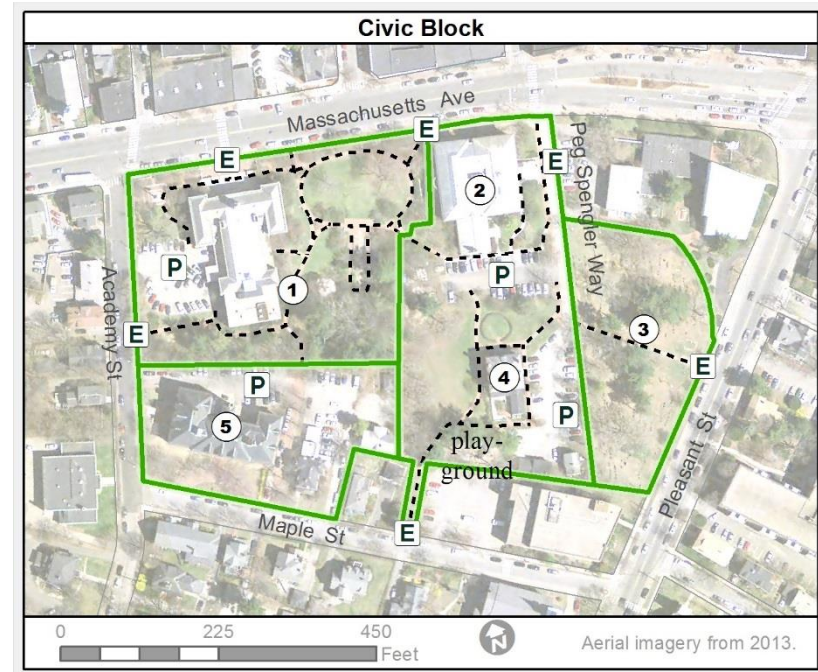 Civic Block
Massachusetts Ave
E
E
Peg Spengler Way
E
2
P
P
1
3
E
Academy St
E
4
P
5
P
play-
ground
Pleasant St
E
Maple St
0 225 450
Feet
N
Aerial imagery from 2013.